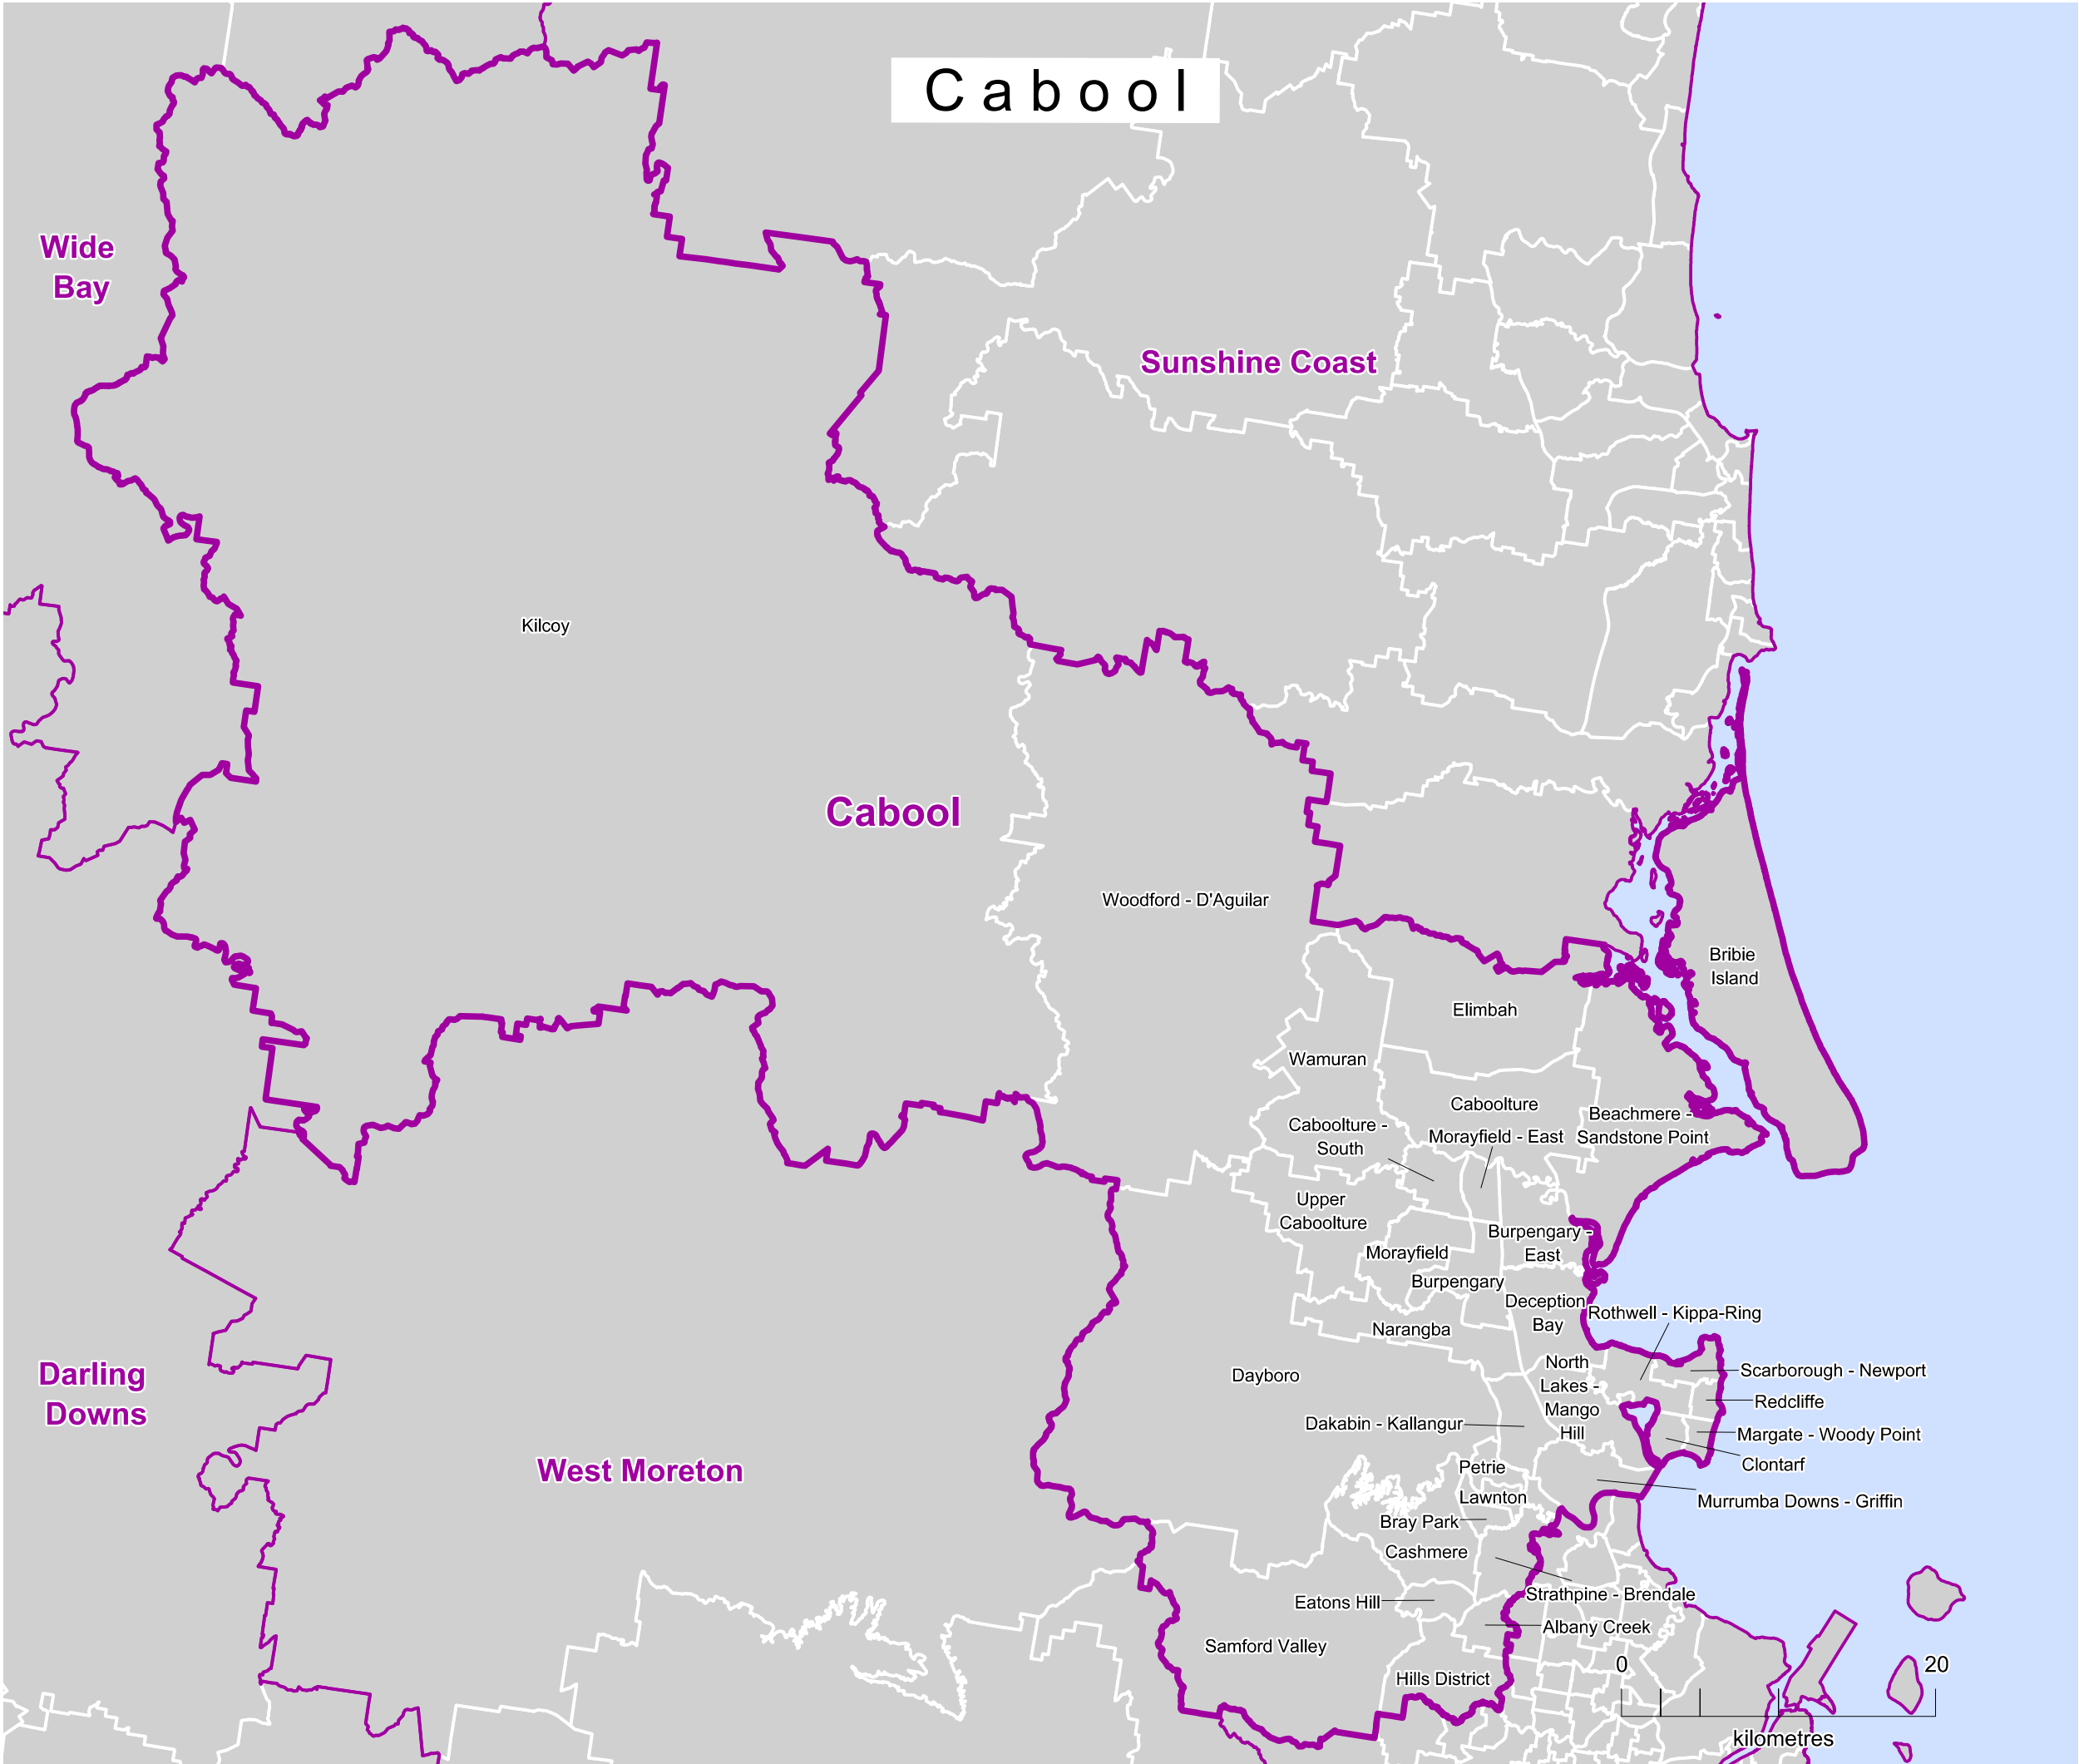 Cabool
Wide
Bay
Sunshine Coast
Kilcoy
Cabool
Woodford - D'Aguilar
Bribie
Island
Elimbah
Wamuran
Caboolture
Beachmere -
Sandstone Point
Caboolture -
South
Morayfield - East
Upper
Caboolture
Burpengary -
East
Morayfield
Burpengary
Deception
Bay
Rothwell - Kippa-Ring
Narangba
North
Lakes -
Mango
Hill
Dayboro
Scarborough - Newport
Redcliffe
Darling
Downs
Dakabin - Kallangur
Margate - Woody Point
Clontarf
West Moreton
Petrie
Lawnton
Murrumba Downs - Griffin
Bray Park
Cashmere
Strathpine - Brendale
Eatons Hill
Albany Creek
Samford Valley
Hills District
0 20
kilometres